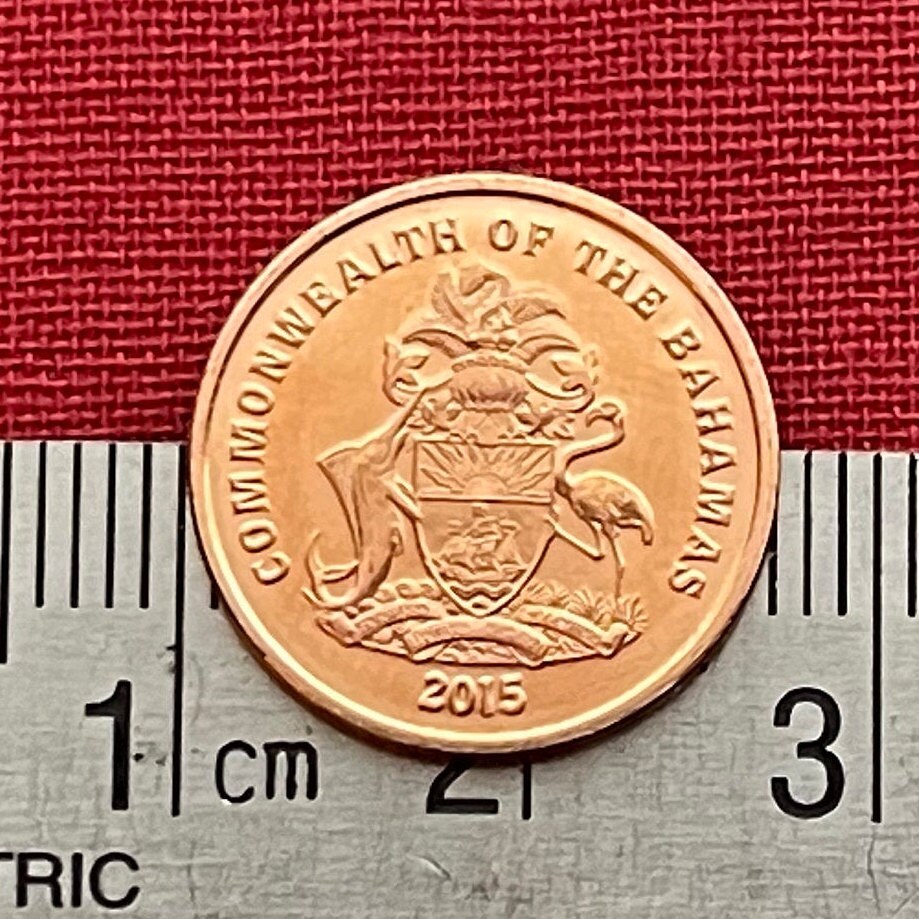 COMMONWEALTH OF THE BAHAMAS
2015
1 cm 2 3
TRIC